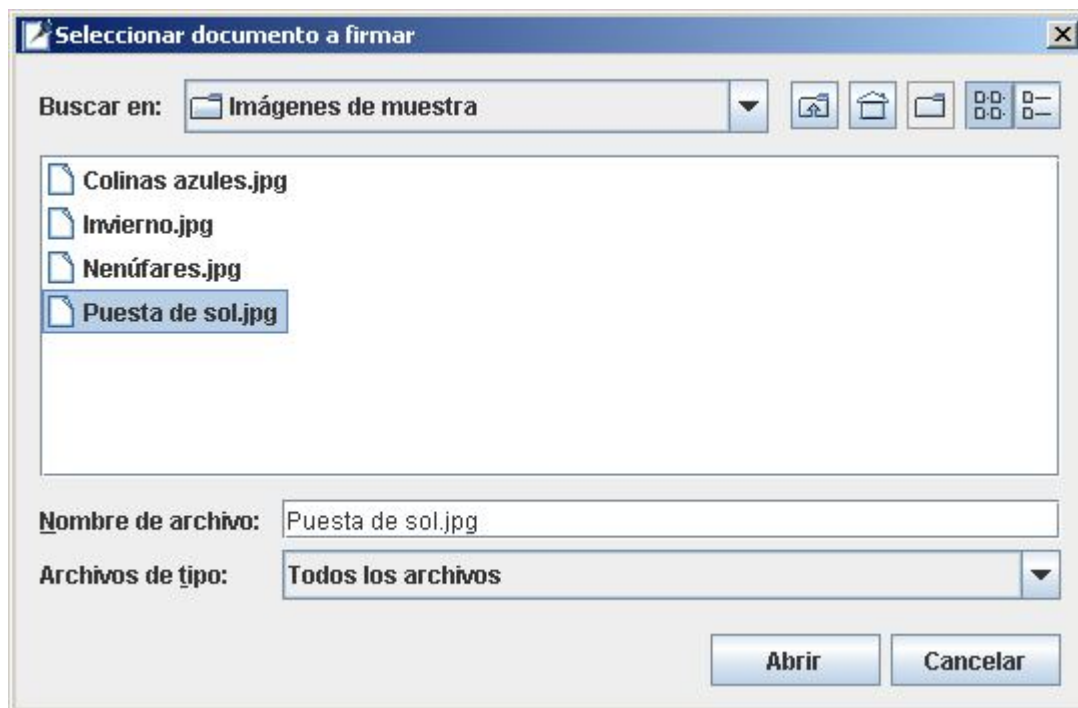 Seleccionar documento a firmar
Buscar en: Imágenes de muestra
Colinas azules.jpg
Invierno.jpg
Nenúfares.jpg
Puesta de sol.jpg
Nombre de archivo: Puesta de sol.jpg
Archivos de tipo: Todos los archivos
Abrir Cancelar